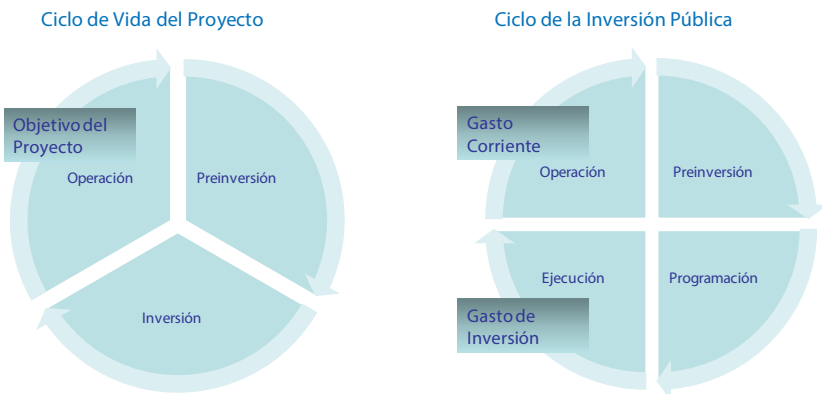 Ciclo de Vida del Proyecto
Objetivo del
Proyecto
Operación
Preinversión
Inversión
Ciclo de la Inversión Pública
Gasto
Corriente
Operación
Preinversión
Ejecución
Programación
Gasto de
Inversión